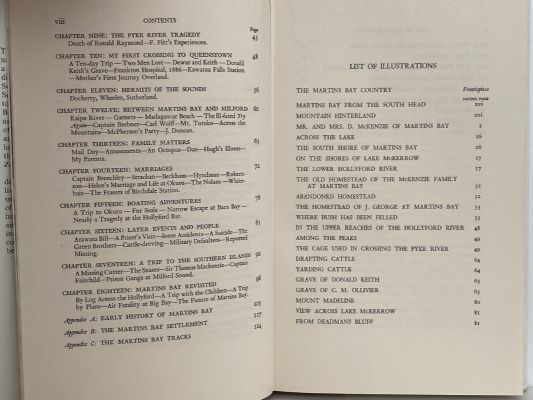 viii CONTENTS
Page
CHAPTER NINE: THE PYKE RIVER TRAGEDY 45
Death of Ronald Raymond—F. Fitt's Experiences.
CHAPTER TEN: MY FIRST CROSSING TO QUEENSTOWN 48
A Ten-day Trip — Two Men Lost — Dewar and Keith — Donald
Keith's Grave—Frankton Hospital, 1886—Kawarau Falls Station
—Mother's First Journey Overland.
CHAPTER ELEVEN: HERMITS OF THE SOUNDS 56
Docherty, Wheeler, Sutherland.
CHAPTER TWELVE: BETWEEN MARTINS BAY AND MILFORD 60
Kaipo River — Garnets — Madagascar Beach — The Ill-fated Try
Again—Captain Brebner—Carl Wolff—Mt. Tutoko—Across the
Mountains—McPherson's Party—J. Duncan.
CHAPTER THIRTEEN: FAMILY MATTERS 65
Mail Day—Amusements—An Octopus—Dan—Hugh's Illness—
My Parents.
CHAPTER FOURTEEN: MARRIAGES 72
Captain Brenchley—Strachan—Beckham—Hyndman—Robert-
son—Helen's Marriage and Life at Okuru—The Nolans—White-
bait—The Frasers of Birchdale Station.
CHAPTER FIFTEEN: BOATING ADVENTURES 78
A Trip to Okuru — Fur Seals — Narrow Escape at Barn Bay—
Nearly a Tragedy at the Hollyford Bar.
CHAPTER SIXTEEN: LATER EVENTS AND PEOPLE 83
Arawata Bill—A Priest's Visit—Some Accidents—A Suicide—The
Green Brothers—Cattle-droving—Military Defaulters—Reported
Missing.
CHAPTER SEVENTEEN: A TRIP TO THE SOUTHERN ISLANDS 92
A Missing Cutter—The Snares—Sir Thomas Mackenzie—Captain
Fairchild—Prison Gangs at Milford Sound.
CHAPTER EIGHTEEN: MARTINS BAY REVISITED 98
By Log Across the Hollyford—A Trip with the Children—A Trip
by Plane—Air Fatality at Big Bay—The Future of Martins Bay.
Appendix A: EARLY HISTORY OF MARTINS BAY 103
Appendix B: THE MARTINS BAY SETTLEMENT 117
Appendix C: THE MARTINS BAY TRACKS 124
LIST OF ILLUSTRATIONS
THE MARTINS BAY COUNTRY Frontispiece
FACING PAGE
MARTINS BAY FROM THE SOUTH HEAD xvi
MOUNTAIN HINTERLAND xvi
MR. AND MRS. D. McKENZIE OF MARTINS BAY 1
ACROSS THE LAKE 16
THE SOUTH SHORE OF MARTINS BAY 16
ON THE SHORES OF LAKE McKERROW 17
THE LOWER HOLLYFORD RIVER 17
THE OLD HOMESTEAD OF THE McKENZIE FAMILY
AT MARTINS BAY 32
ABANDONED HOMESTEAD 32
THE HOMESTEAD OF J. GEORGE AT MARTINS BAY 33
WHERE BUSH HAS BEEN FELLED 33
IN THE UPPER REACHES OF THE HOLLYFORD RIVER 48
AMONG THE PEAKS 49
THE CAGE USED IN CROSSING THE PYKE RIVER 49
DRAFTING CATTLE 64
YARDING CATTLE 64
GRAVE OF DONALD KEITH 65
GRAVE OF C. M. OLLIVIER 65
MOUNT MADELINE 80
VIEW ACROSS LAKE McKERROW 81
FROM DEADMANS BLUFF 81